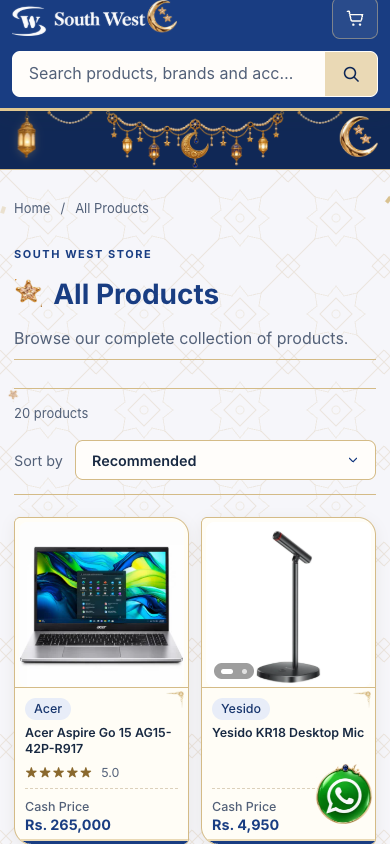 South West
Search products, brands and acc...
Home / All Products
SOUTH WEST STORE
All Products
Browse our complete collection of products.
20 products
Sort by Recommended
acer
Acer
Acer Aspire Go 15 AG15-
42P-R917
5.0
Cash Price
Rs. 265,000
Yesido
Yesido KR18 Desktop Mic
Cash Price
Rs. 4,950